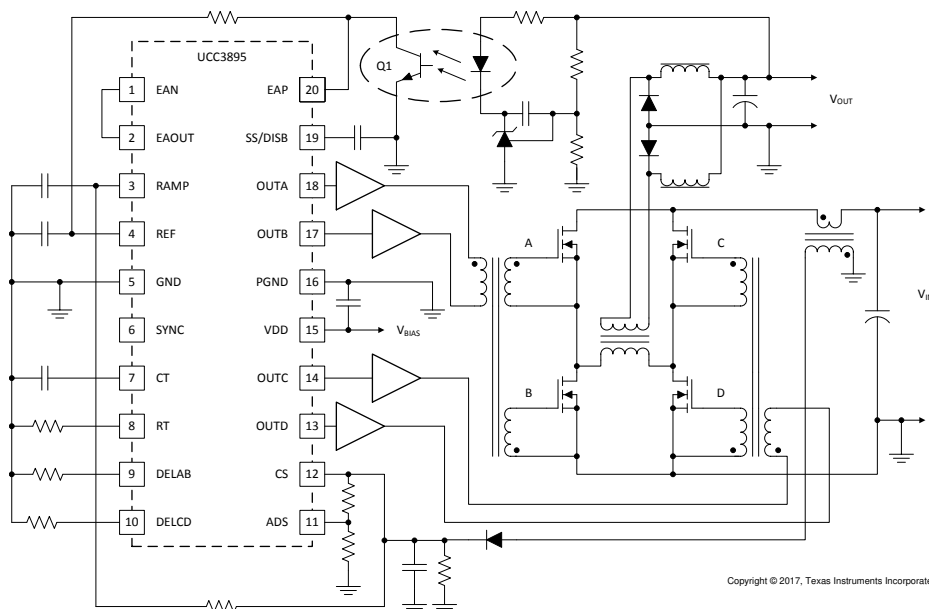 UCC3895
Q1
1 EAN
EAP 20
2 EAOUT
SS/DISB 19
3 RAMP
OUTA 18
4 REF
OUTB 17
5 GND
PGND 16
6 SYNC
VDD 15
7 CT
OUTC 14
8 RT
OUTD 13
9 DELAB
CS 12
10 DELCD
ADS 11
VBIAS
A
B
C
D
VOUT
Copyright © 2017, Texas Instruments